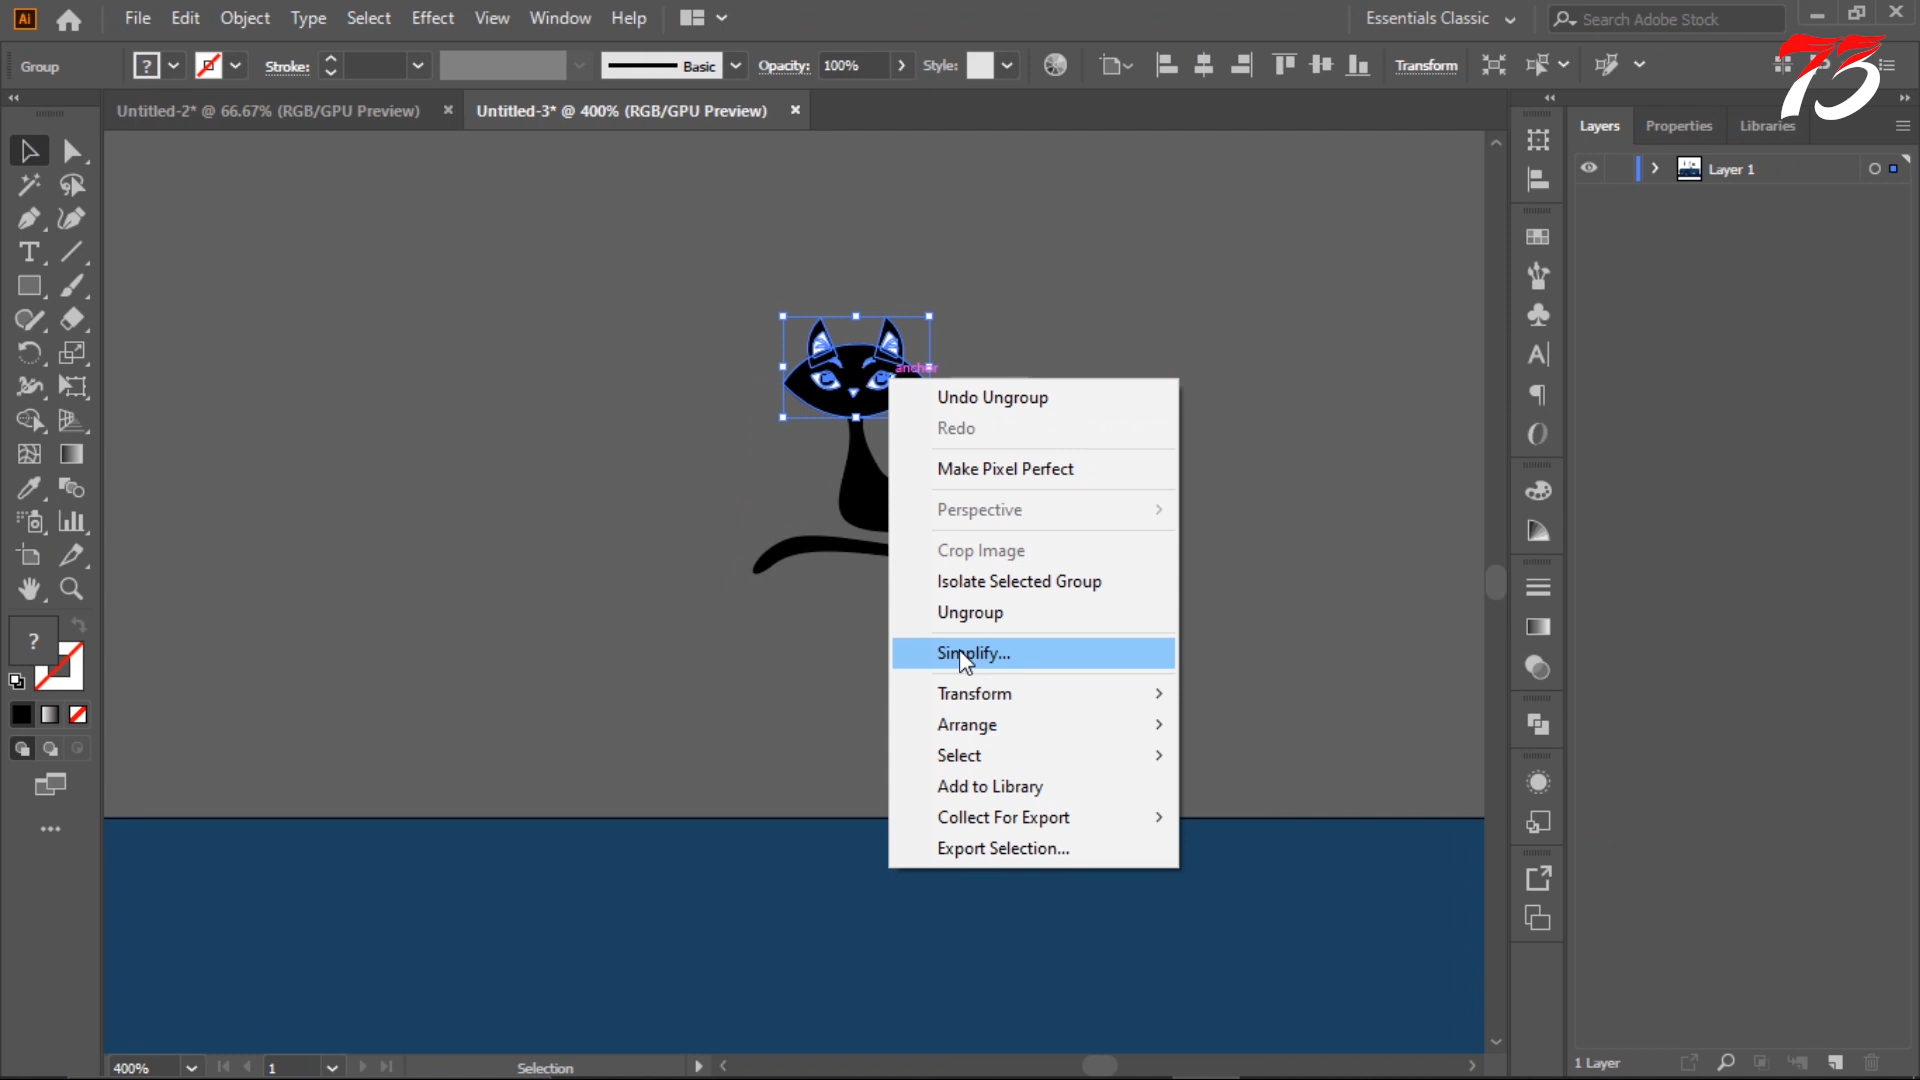 Ai
File Edit Object Type Select Effect View Window Help
Essentials Classic
Search Adobe Stock
Group
?
Stroke:
Basic
Opacity: 100%
Style:
Transform
73
Untitled-2* @ 66.67% (RGB/GPU Preview) ×
Untitled-3* @ 400% (RGB/GPU Preview) ×
Layers Properties Libraries
Layer 1
anchor
Undo Ungroup
Redo
Make Pixel Perfect
Perspective
Crop Image
Isolate Selected Group
Ungroup
Simplify...
Transform
Arrange
Select
Add to Library
Collect For Export
Export Selection...
?
400%
1
Selection
1 Layer